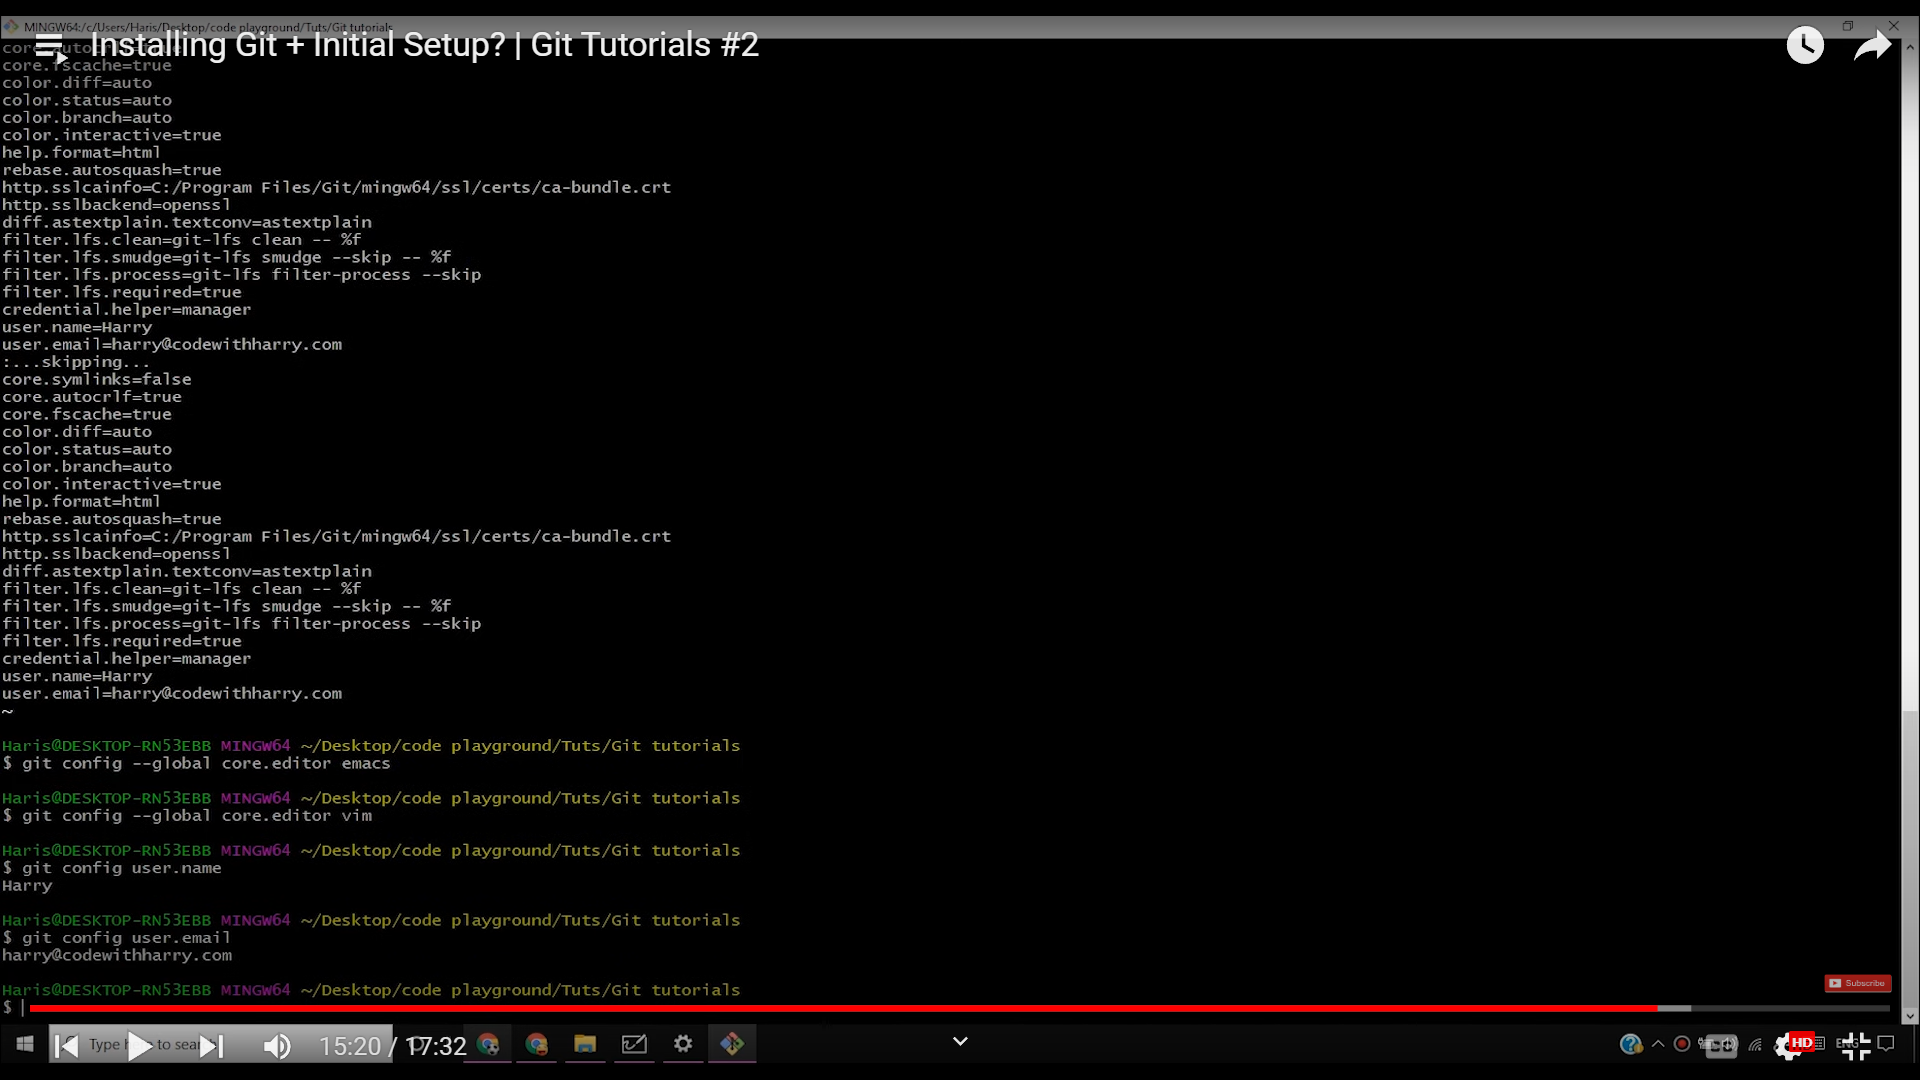 MINGW64:/c/Users/Haris/Desktop/code playground/Tuts/Git tutorials
Installing Git + Initial Setup? | Git Tutorials #2
core.autocrlf=true
core.fscache=true
color.diff=auto
color.status=auto
color.branch=auto
color.interactive=true
help.format=html
rebase.autosquash=true
http.sslcainfo=C:/Program Files/Git/mingw64/ssl/certs/ca-bundle.crt
http.sslbackend=openssl
diff.astextplain.textconv=astextplain
filter.lfs.clean=git-lfs clean -- %f
filter.lfs.smudge=git-lfs smudge --skip -- %f
filter.lfs.process=git-lfs filter-process --skip
filter.lfs.required=true
credential.helper=manager
user.name=Harry
user.email=harry@codewithharry.com
:...skipping...
core.symlinks=false
core.autocrlf=true
core.fscache=true
color.diff=auto
color.status=auto
color.branch=auto
color.interactive=true
help.format=html
rebase.autosquash=true
http.sslcainfo=C:/Program Files/Git/mingw64/ssl/certs/ca-bundle.crt
http.sslbackend=openssl
diff.astextplain.textconv=astextplain
filter.lfs.clean=git-lfs clean -- %f
filter.lfs.smudge=git-lfs smudge --skip -- %f
filter.lfs.process=git-lfs filter-process --skip
filter.lfs.required=true
credential.helper=manager
user.name=Harry
user.email=harry@codewithharry.com
~
Haris@DESKTOP-RN53EBB MINGW64 ~/Desktop/code playground/Tuts/Git tutorials
$ git config --global core.editor emacs
Haris@DESKTOP-RN53EBB MINGW64 ~/Desktop/code playground/Tuts/Git tutorials
$ git config --global core.editor vim
Haris@DESKTOP-RN53EBB MINGW64 ~/Desktop/code playground/Tuts/Git tutorials
$ git config user.name
Harry
Haris@DESKTOP-RN53EBB MINGW64 ~/Desktop/code playground/Tuts/Git tutorials
$ git config user.email
harry@codewithharry.com
Haris@DESKTOP-RN53EBB MINGW64 ~/Desktop/code playground/Tuts/Git tutorials
$
Subscribe
Type here to search
15:20 / 17:32
HD
ENG